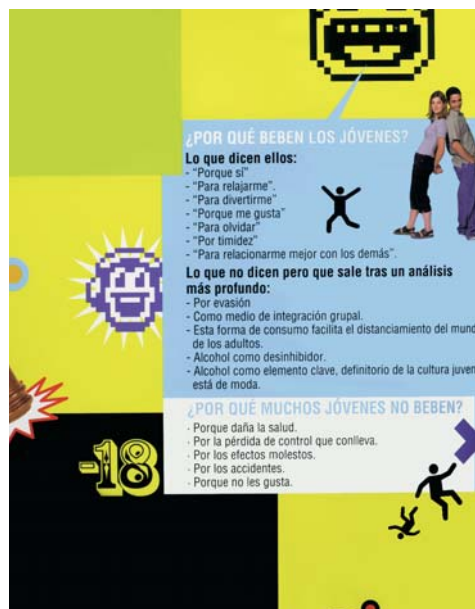 ¿POR QUÉ BEBEN LOS JÓVENES?
Lo que dicen ellos:
- "Porque sí"
- "Para relajarme".
- "Para divertirme"
- "Porque me gusta"
- "Para olvidar"
- "Por timidez"
- "Para relacionarme mejor con los demás".
Lo que no dicen pero que sale tras un análisis
más profundo:
- Por evasión
- Como medio de integración grupal.
- Esta forma de consumo facilita el distanciamiento del mund
de los adultos.
- Alcohol como desinhibidor.
- Alcohol como elemento clave, definitorio de la cultura juven
está de moda.
¿POR QUÉ MUCHOS JÓVENES NO BEBEN?
- Porque daña la salud.
- Por la pérdida de control que conlleva.
- Por los efectos molestos.
- Por los accidentes.
- Porque no les gusta.
-18